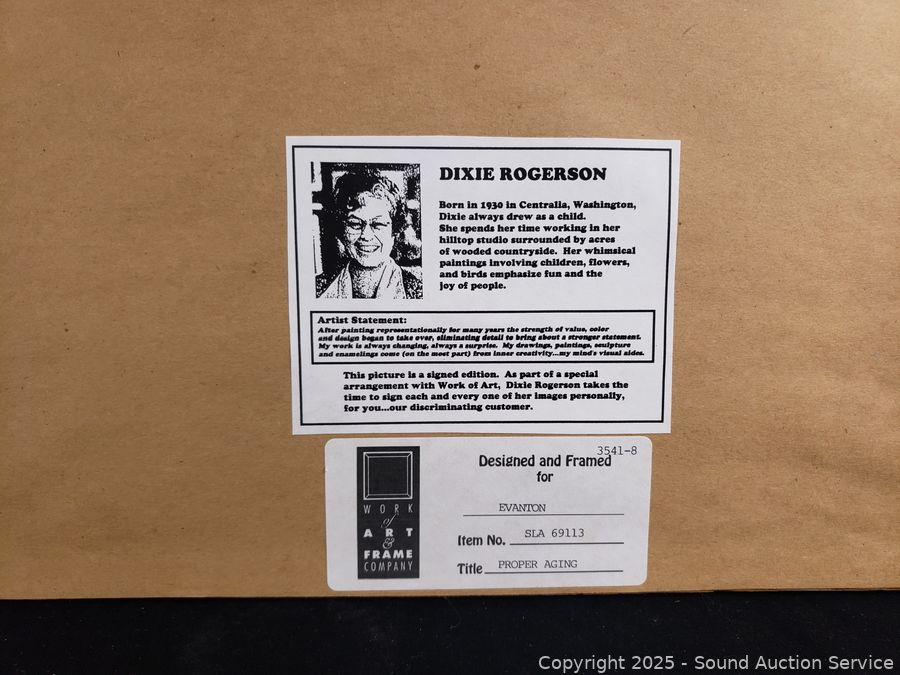 DIXIE ROGERSON
Born in 1930 in Centralia, Washington,
Dixie always drew as a child.
She spends her time working in her
hilltop studio surrounded by acres
of wooded countryside. Her whimsical
paintings involving children, flowers,
and birds emphasize fun and the
joy of people.
Artist Statement:
After painting representationally for many years the strength of value, color
and design began to take over, eliminating detail to bring about a stronger statement.
My work is always changing, always a surprise. My drawings, paintings, sculpture
and enamelings come (on the most part) from inner creativity...my mind's visual aides.
This picture is a signed edition. As part of a special
arrangement with Work of Art, Dixie Rogerson takes the
time to sign each and every one of her images personally,
for you...our discriminating customer.
WORK
of
ART
&
FRAME
COMPANY
3541-8
Designed and Framed
for
EVANTON
Item No. SLA 69113
Title PROPER AGING
Copyright 2025 - Sound Auction Service